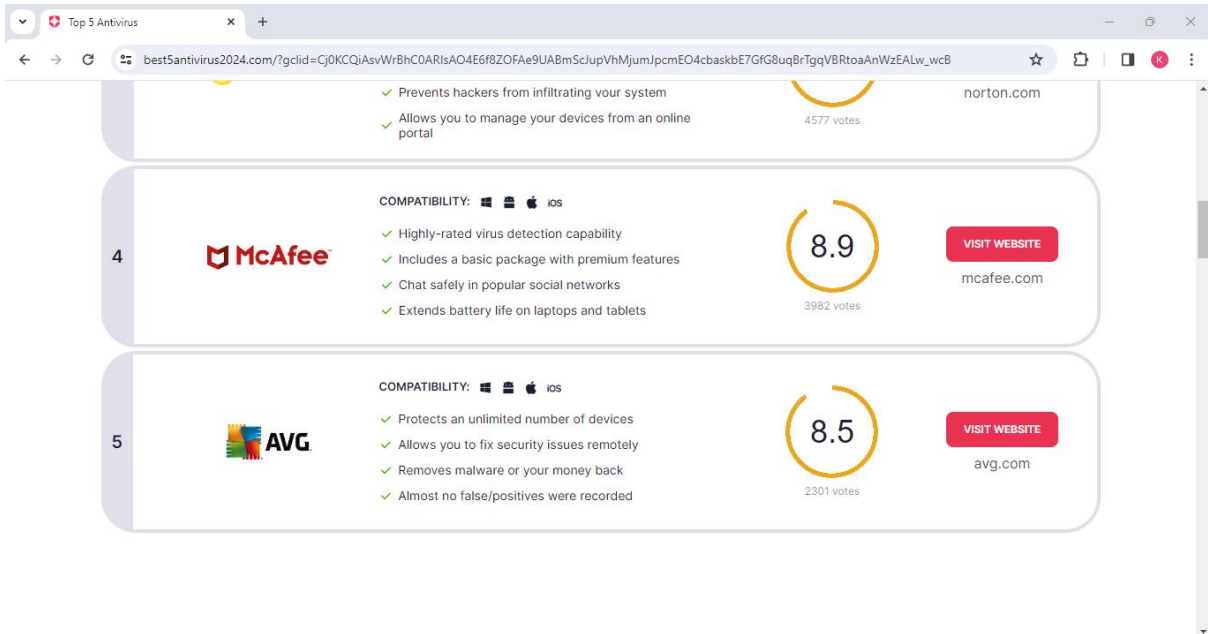 Top 5 Antivirus
best5antivirus2024.com/?gclid=Cj0KCQiAsvWrBhC0ARIsAO4E6f8ZOFAe9UABmScJupVhMjumJpcmEO4cbaskbE7GfG8uqBrTgqVBRtoaAnWzEALw_wcB
K
Prevents hackers from infiltrating your system
Allows you to manage your devices from an online
portal
4577 votes
norton.com
4
McAfee
COMPATIBILITY: iOS
Highly-rated virus detection capability
Includes a basic package with premium features
Chat safely in popular social networks
Extends battery life on laptops and tablets
8.9
3982 votes
VISIT WEBSITE
mcafee.com
5
AVG
COMPATIBILITY: iOS
Protects an unlimited number of devices
Allows you to fix security issues remotely
Removes malware or your money back
Almost no false/positives were recorded
8.5
2301 votes
VISIT WEBSITE
avg.com